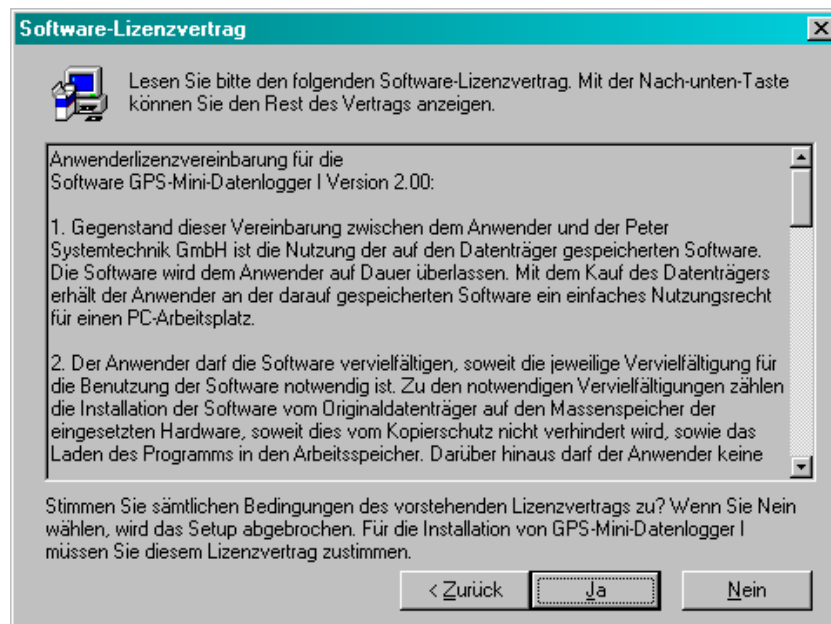 Software-Lizenzvertrag
Lesen Sie bitte den folgenden Software-Lizenzvertrag. Mit der Nach-unten-Taste
können Sie den Rest des Vertrags anzeigen.
Anwenderlizenzvereinbarung für die
Software GPS-Mini-Datenlogger I Version 2.00:
1. Gegenstand dieser Vereinbarung zwischen dem Anwender und der Peter
Systemtechnik GmbH ist die Nutzung der auf den Datenträger gespeicherten Software.
Die Software wird dem Anwender auf Dauer überlassen. Mit dem Kauf des Datenträgers
erhält der Anwender an der darauf gespeicherten Software ein einfaches Nutzungsrecht
für einen PC-Arbeitsplatz.
2. Der Anwender darf die Software vervielfältigen, soweit die jeweilige Vervielfältigung für
die Benutzung der Software notwendig ist. Zu den notwendigen Vervielfältigungen zählen
die Installation der Software vom Originaldatenträger auf den Massenspeicher der
eingesetzten Hardware, soweit dies vom Kopierschutz nicht verhindert wird, sowie das
Laden des Programms in den Arbeitsspeicher. Darüber hinaus darf der Anwender keine
Stimmen Sie sämtlichen Bedingungen des vorstehenden Lizenzvertrags zu? Wenn Sie Nein
wählen, wird das Setup abgebrochen. Für die Installation von GPS-Mini-Datenlogger I
müssen Sie diesem Lizenzvertrag zustimmen.
< Zurück Ja Nein